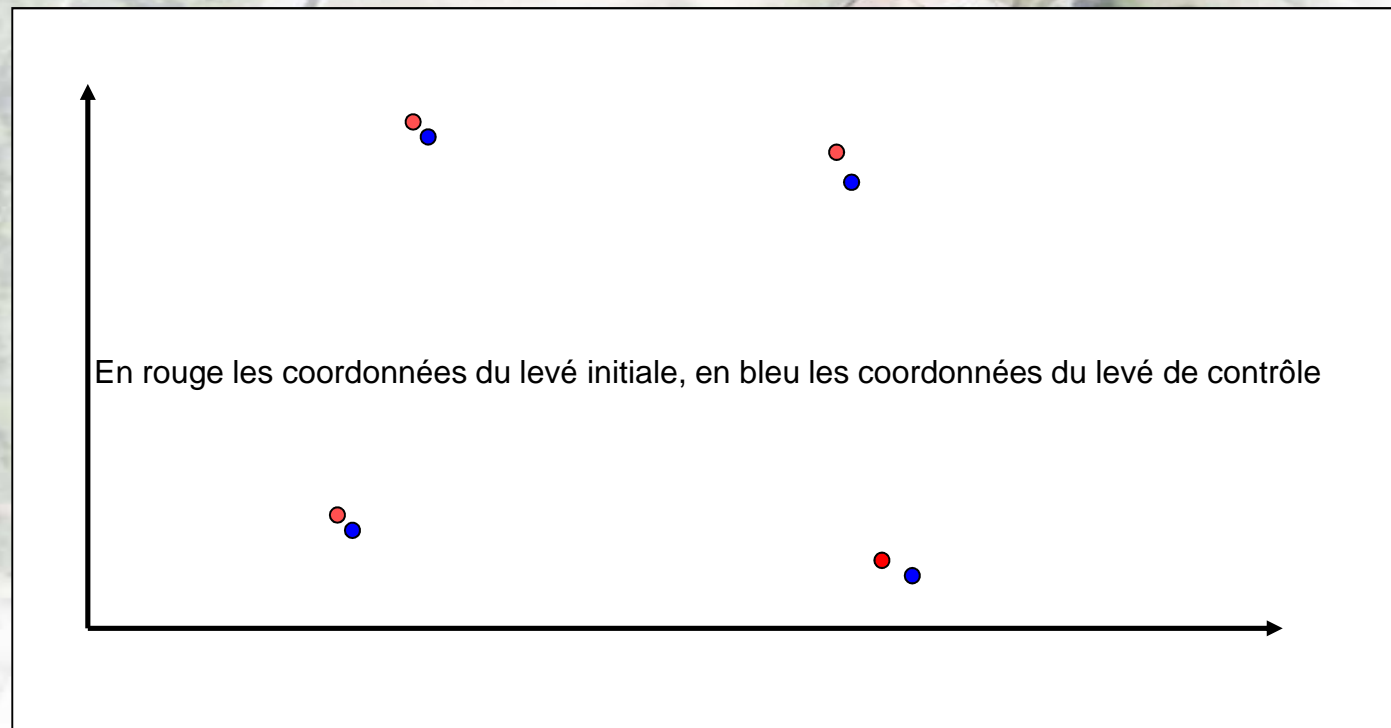 En rouge les coordonnées du levé initiale, en bleu les coordonnées du levé de contrôle